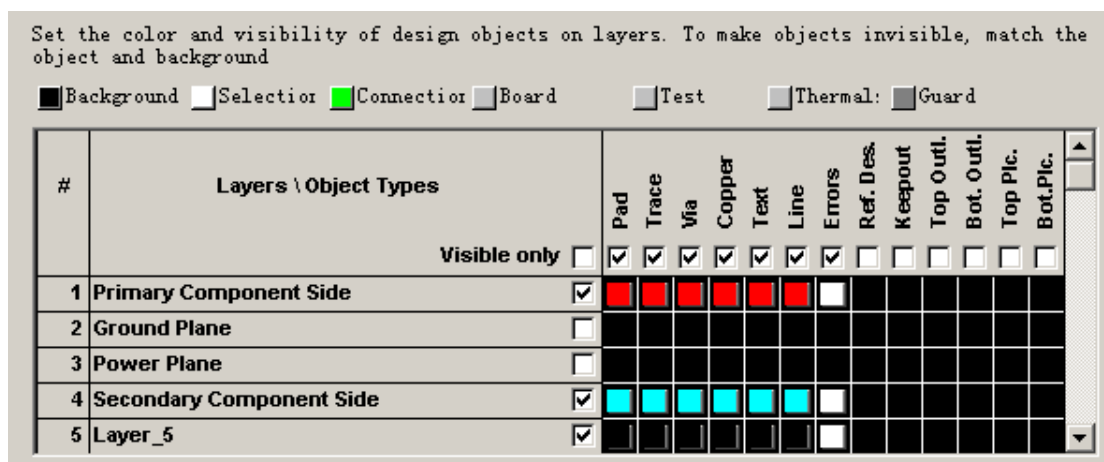 Set the color and visibility of design objects on layers. To make objects invisible, match the
object and background
Background Selection Connection Board Test Thermal: Guard
# Layers \ Object Types Pad Trace Via Copper Text Line Errors Ref. Des. Keepout Top Outl. Bot. Outl. Top Plc. Bot.Plc.
Visible only
1 Primary Component Side
2 Ground Plane
3 Power Plane
4 Secondary Component Side
5 Layer_5